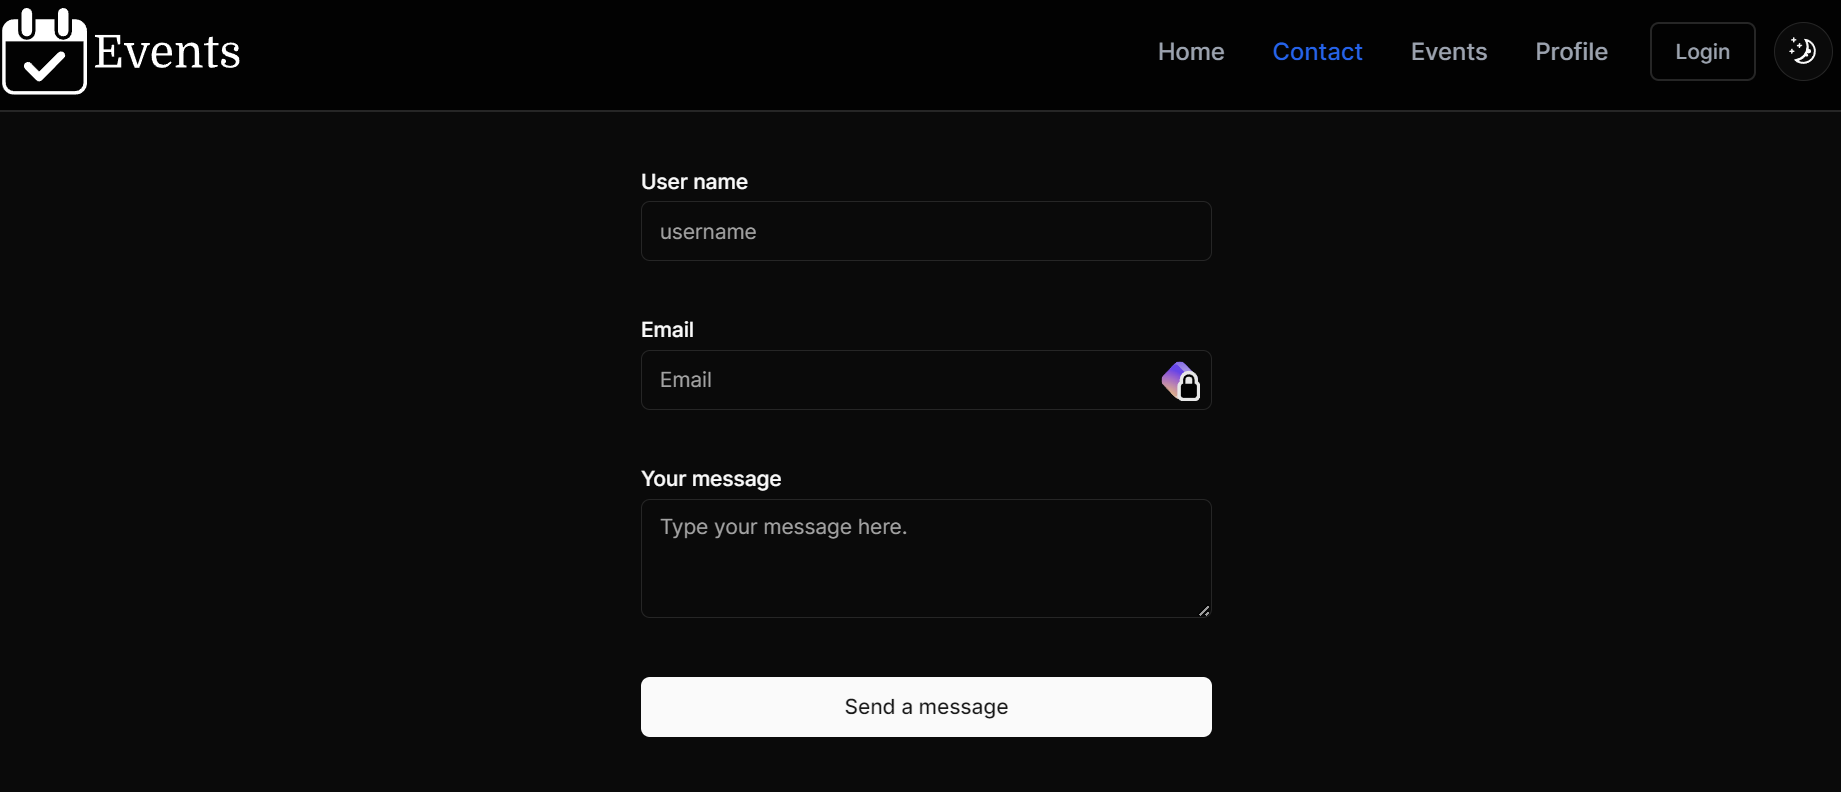 Events
Home Contact Events Profile Login
User name
username
Email
Email
Your message
Type your message here.
Send a message